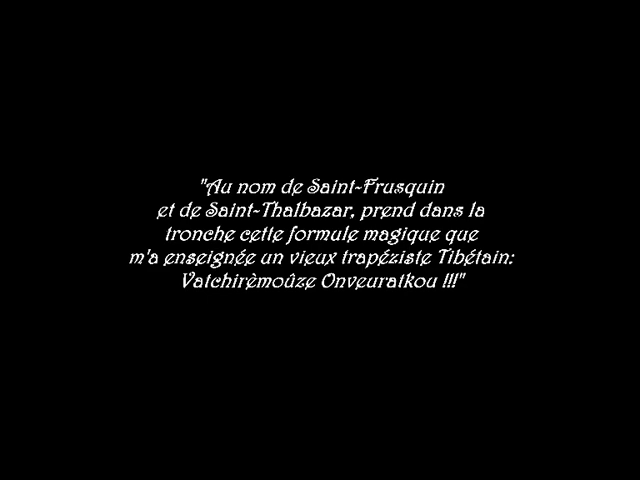 "Au nom de Saint-Frusquin
et de Saint-Thalbazar, prend dans la
tronche cette formule magique que
m'a enseignée un vieux trapéziste Tibétain:
Vatchirèmoûze Onveuratkou !!!"